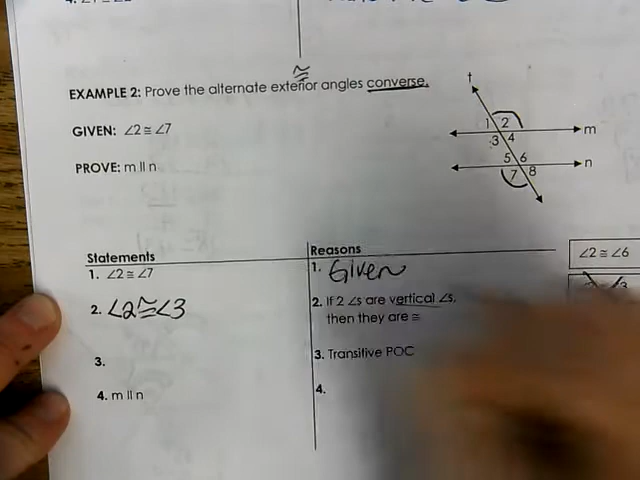 ≅
EXAMPLE 2: Prove the alternate exterior angles converse.
t
1 2
m
3 4
GIVEN: ∠2 ≅ ∠7
PROVE: m ll n
5 6
n
7 8
Statements Reasons
1. ∠2 ≅ ∠7
1. Given
∠2 ≅ ∠6
2. ∠2≅∠3
2. If 2 ∠s are vertical ∠s,
then they are ≅
3.
3. Transitive POC
4. m ll n
4.